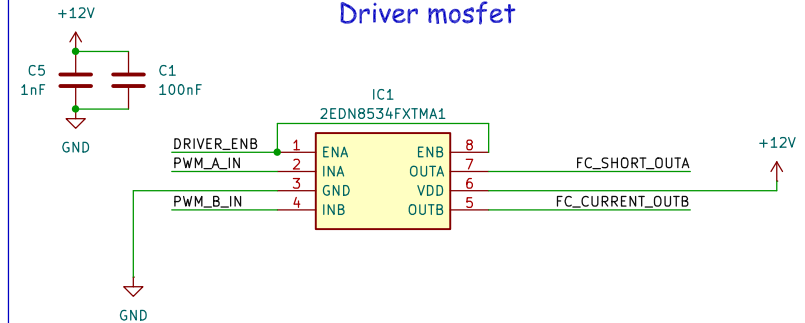 Driver mosfet
+12V
C5
1nF
C1
100nF
GND
IC1
2EDN8534FXTMA1
DRIVER_ENB 1 ENA ENB 8
PWM_A_IN 2 INA OUTA 7 FC_SHORT_OUTA
3 GND VDD 6
PWM_B_IN 4 INB OUTB 5 FC_CURRENT_OUTB
+12V
GND